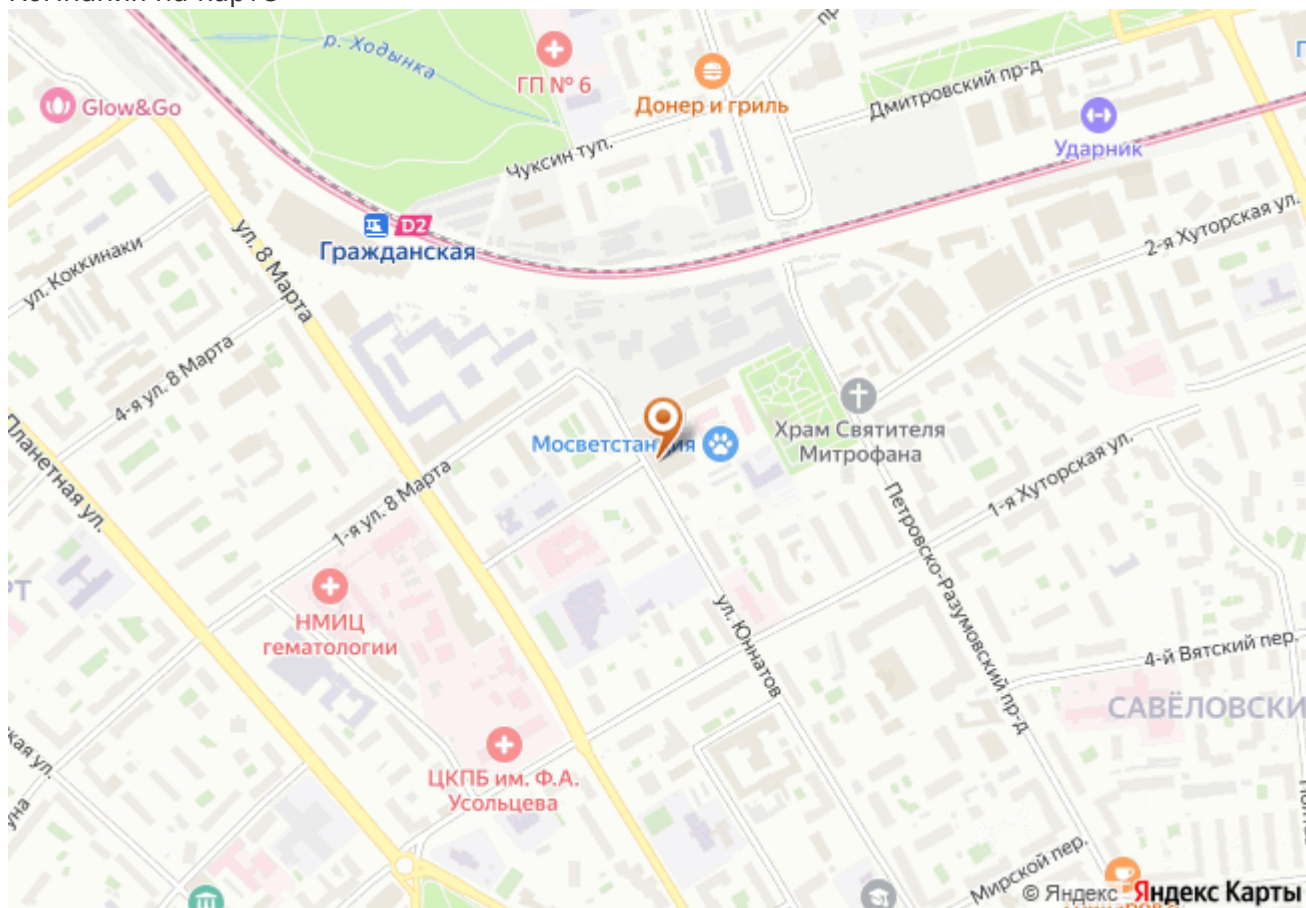 Компания на карте
р. Ходынка
ГП № 6
Донер и гриль
Дмитровский пр-д
Glow&Go
Чуксин туп.
Ударник
D2
Гражданская
ул. Коккинаки
ул. 8 Марта
2-я Хуторская ул.
4-я ул. 8 Марта
Планетная ул.
Мосветстанция
Храм Святителя
Митрофана
1-я ул. 8 Марта
1-я Хуторская ул.
Петровско-Разумовский пр-д
НМИЦ
гематологии
ул. Юннатов
4-й Вятский пер.
САВЁЛОВСКИ
ЦКПБ им. Ф.А.
Усольцева
Мирской пер.
© Яндекс Яндекс Карты